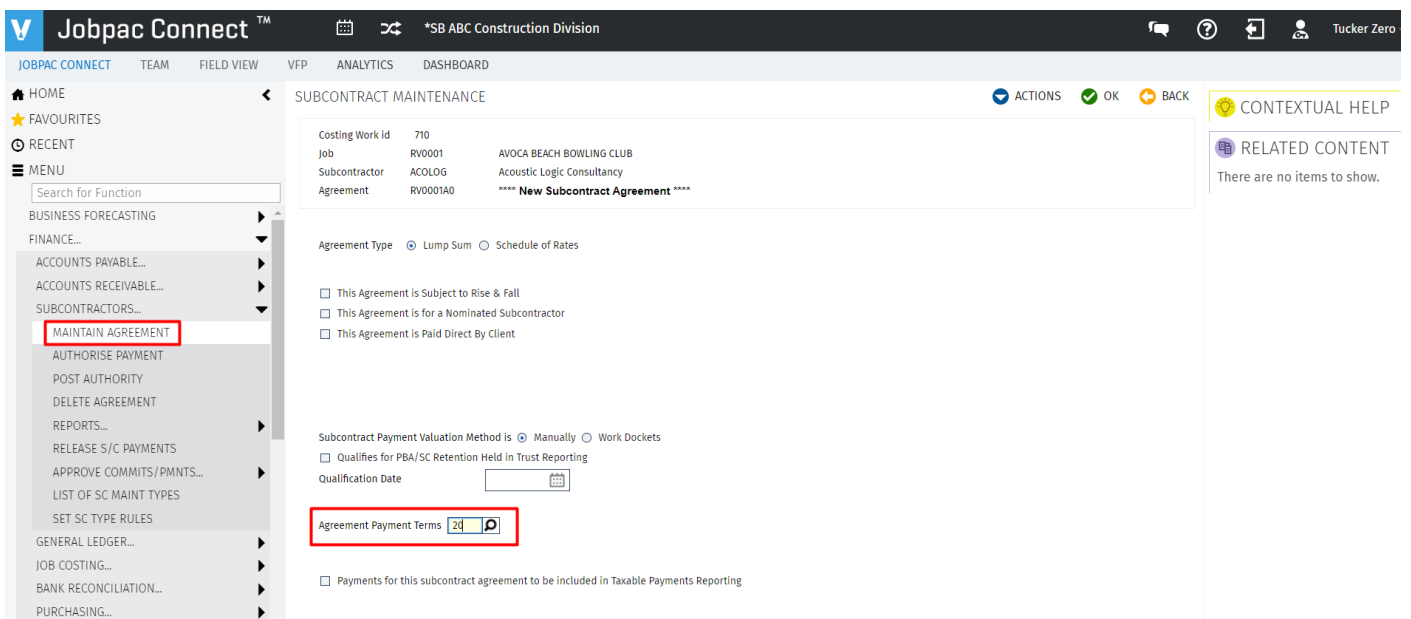 V Jobpac Connect ™ *SB ABC Construction Division Tucker Zero
JOBPAC CONNECT TEAM FIELD VIEW VFP ANALYTICS DASHBOARD
HOME
FAVOURITES
RECENT
MENU
Search for Function
BUSINESS FORECASTING
FINANCE...
ACCOUNTS PAYABLE...
ACCOUNTS RECEIVABLE...
SUBCONTRACTORS...
MAINTAIN AGREEMENT
AUTHORISE PAYMENT
POST AUTHORITY
DELETE AGREEMENT
REPORTS...
RELEASE S/C PAYMENTS
APPROVE COMMITS/PMNTS...
LIST OF SC MAINT TYPES
SET SC TYPE RULES
GENERAL LEDGER...
JOB COSTING...
BANK RECONCILIATION...
PURCHASING...
SUBCONTRACT MAINTENANCE ACTIONS OK BACK
Costing Work id 710
Job RV0001 AVOCA BEACH BOWLING CLUB
Subcontractor ACOLOG Acoustic Logic Consultancy
Agreement RV0001A0 **** New Subcontract Agreement ****
Agreement Type Lump Sum Schedule of Rates
This Agreement is Subject to Rise & Fall
This Agreement is for a Nominated Subcontractor
This Agreement is Paid Direct By Client
Subcontract Payment Valuation Method is Manually Work Dockets
Qualifies for PBA/SC Retention Held in Trust Reporting
Qualification Date
Agreement Payment Terms 20
Payments for this subcontract agreement to be included in Taxable Payments Reporting
CONTEXTUAL HELP
RELATED CONTENT
There are no items to show.